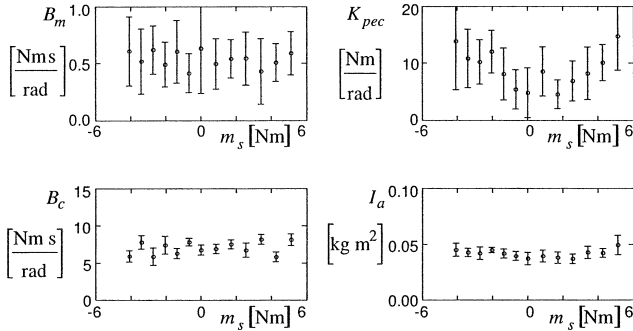 B_m
[Nm s / rad]
1.0
0.5
0.0
-6 0 6
m_s [Nm]
K_pec
[Nm / rad]
20
10
0
-6 0 6
m_s [Nm]
B_c
[Nm s / rad]
15
10
5
0
-6 0 6
m_s [Nm]
I_a
[kg m²]
0.10
0.05
0.00
-6 0 6
m_s [Nm]